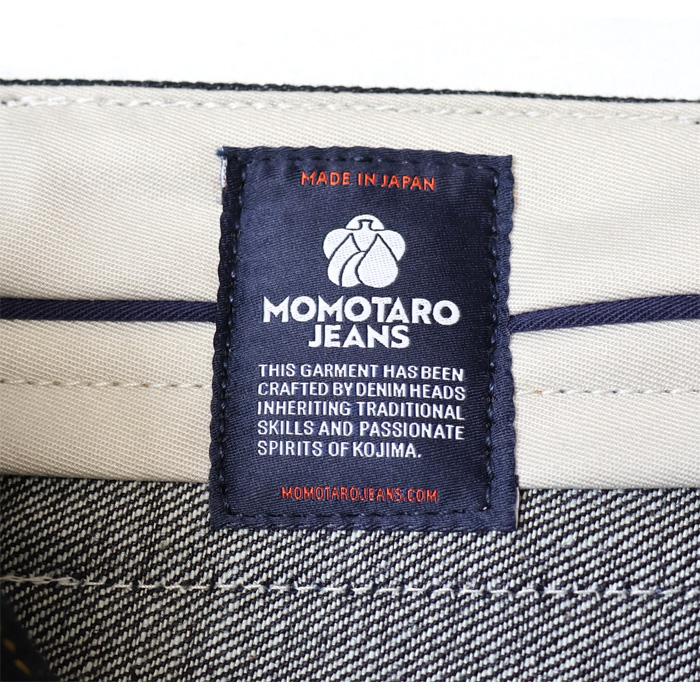 MADE IN JAPAN
MOMOTARO
JEANS
THIS GARMENT HAS BEEN
CRAFTED BY DENIM HEADS
INHERITING TRADITIONAL
SKILLS AND PASSIONATE
SPIRITS OF KOJIMA.
MOMOTAROJEANS.COM